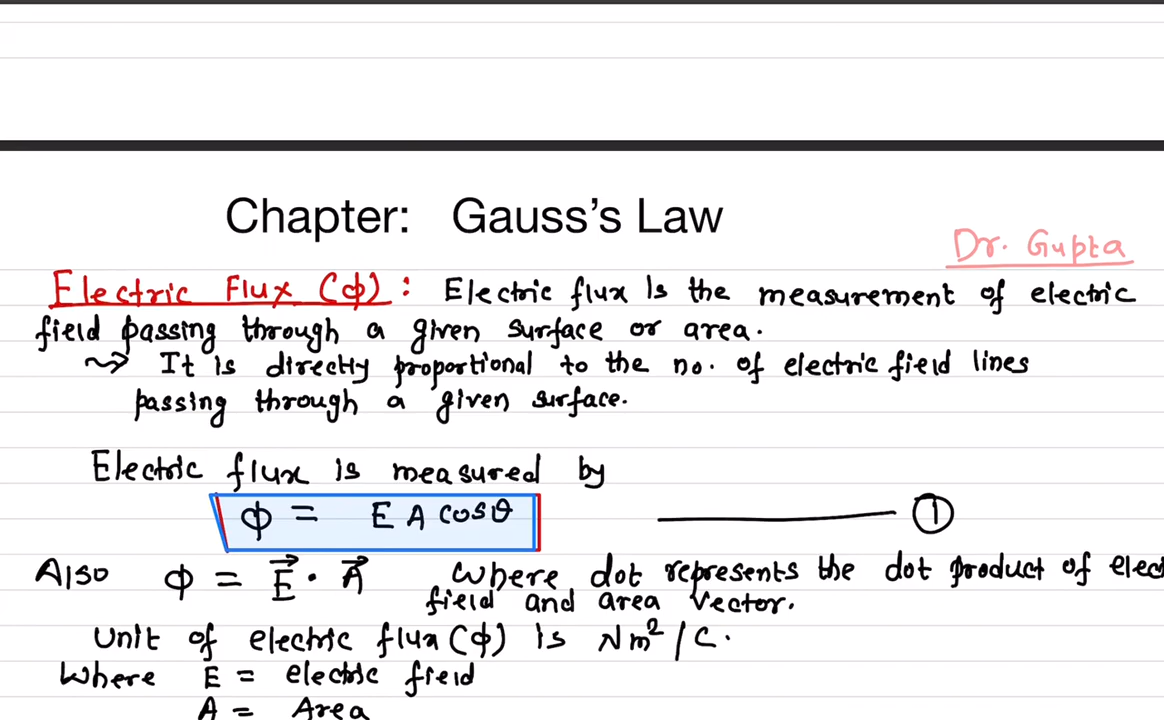 Chapter: Gauss's Law
Dr. Gupta
Electric Flux (φ) : Electric flux is the measurement of electric
field passing through a given surface or area.
⇝ It is directly proportional to the no. of electric field lines
passing through a given surface.
Electric flux is measured by
φ = E A cosθ ——— ①
Also φ = E⃗ · A⃗ where dot represents the dot product of elec
field and area vector.
Unit of electric flux (φ) is Nm²/C.
Where E = electric field
A = Area